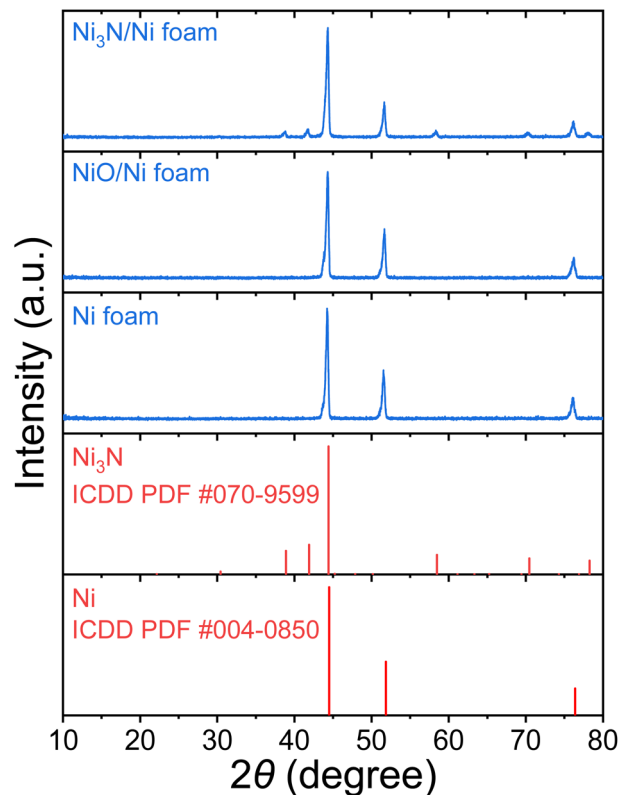 Ni₃N/Ni foam
NiO/Ni foam
Ni foam
Ni₃N
ICDD PDF #070-9599
Ni
ICDD PDF #004-0850
Intensity (a.u.)
10 20 30 40 50 60 70 80
2θ (degree)